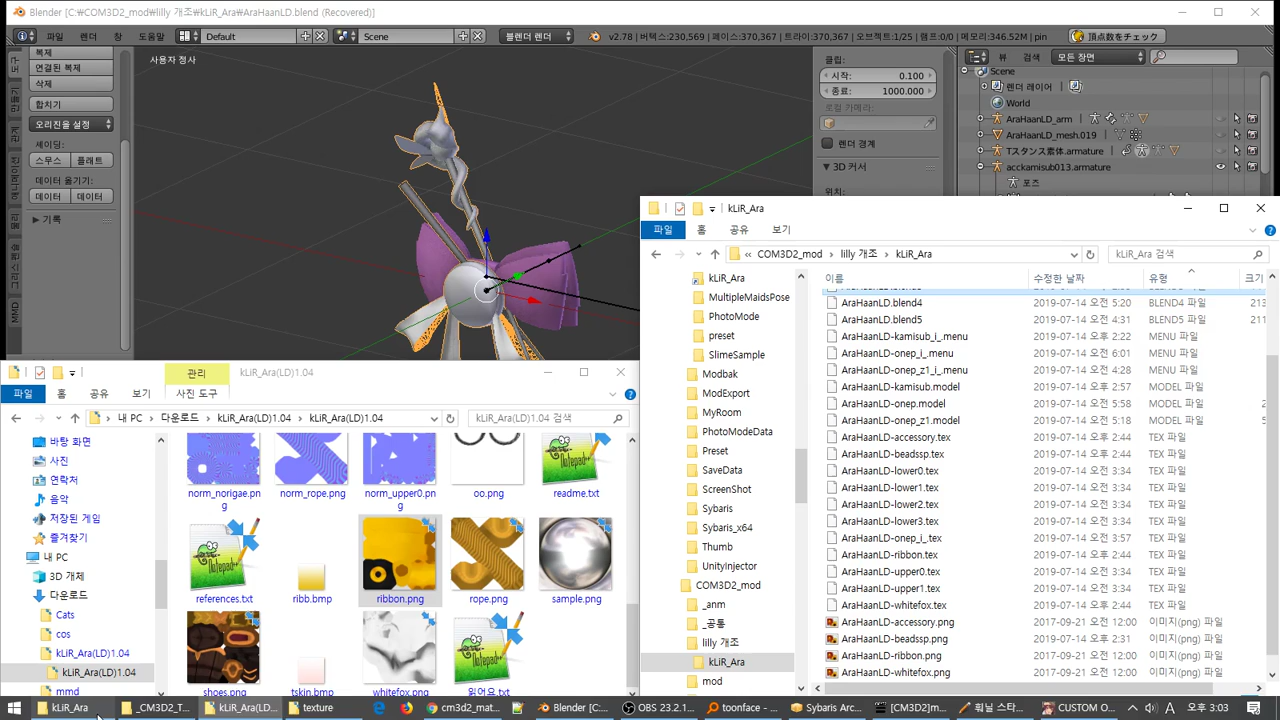 Blender [C:₩COM3D2_mod₩lilly 개조₩kLiR_Ara₩AraHaanLD.blend (Recovered)]
파일 렌더 창 도움말 Default Scene 블렌더 렌더 v2.78 | 버텍스:230,569 | 페이스:370,367 | 트라이:370,367 | 오브젝트:1/25 | 램프:0/0 | 메모리:346.52M | pin 頂点数をチェック
복제
연결된 복제
삭제
합치기
오리진을 설정
셰이딩:
스무스 플래트
데이터 옮기기:
데이터 데이터
기록
MMD
사용자 정사
클립:
시작: 0.100
종료: 1000.000
로컬 카메라:
렌더 경계
3D 커서
위치:
뷰 검색 모든 장면
Scene
렌더 레이어
World
AraHaanLD_arm
AraHaanLD_mesh.019
Tスタンス素体.armature
acckamisub013.armature
포즈
kLiR_Ara
파일 홈 공유 보기
« COM3D2_mod › lilly 개조 › kLiR_Ara
kLiR_Ara 검색
이름 수정한 날짜 유형 크기
kLiR_Ara
MultipleMaidsPose
PhotoMode
preset
SlimeSample
Modbak
ModExport
MyRoom
PhotoModeData
Preset
SaveData
ScreenShot
Sybaris
Sybaris_x64
Thumb
UnityInjector
COM3D2_mod
_anm
_공통
lilly 개조
kLiR_Ara
mod
AraHaanLD.blend4 2019-07-14 오전 5:20 BLEND4 파일 213
AraHaanLD.blend5 2019-07-14 오전 4:31 BLEND5 파일 211
AraHaanLD-kamisub_i_.menu 2019-07-14 오후 2:22 MENU 파일
AraHaanLD-onep_i_.menu 2019-07-14 오전 6:01 MENU 파일
AraHaanLD-onep_z1_i_.menu 2019-07-14 오전 4:28 MENU 파일
AraHaanLD-kamisub.model 2019-07-14 오후 2:57 MODEL 파일
AraHaanLD-onep.model 2019-07-14 오전 5:58 MODEL 파일 2
AraHaanLD-onep_z1.model 2019-07-14 오전 5:18 MODEL 파일
AraHaanLD-accessory.tex 2019-07-14 오후 2:44 TEX 파일
AraHaanLD-beadssp.tex 2019-07-14 오후 2:44 TEX 파일
AraHaanLD-lower0.tex 2019-07-14 오전 3:34 TEX 파일
AraHaanLD-lower1.tex 2019-07-14 오전 3:34 TEX 파일
AraHaanLD-lower2.tex 2019-07-14 오전 3:34 TEX 파일
AraHaanLD-lower3.tex 2019-07-14 오전 3:34 TEX 파일
AraHaanLD-onep_i_.tex 2019-07-14 오전 3:57 TEX 파일
AraHaanLD-ribbon.tex 2019-07-14 오후 2:44 TEX 파일
AraHaanLD-upper0.tex 2019-07-14 오전 3:34 TEX 파일
AraHaanLD-upper1.tex 2019-07-14 오전 3:34 TEX 파일
AraHaanLD-whitefox.tex 2019-07-14 오후 2:44 TEX 파일
AraHaanLD-accessory.png 2017-09-21 오전 12:00 이미지(png) 파일
AraHaanLD-beadssp.png 2019-07-14 오후 2:31 이미지(png) 파일
AraHaanLD-ribbon.png 2017-09-21 오전 12:00 이미지(png) 파일
AraHaanLD-whitefox.png 2017-09-21 오전 12:00 이미지(png) 파일
관리 kLiR_Ara(LD)1.04
파일 홈 공유 보기 사진 도구
› 내 PC › 다운로드 › kLiR_Ara(LD)1.04 › kLiR_Ara(LD)1.04
kLiR_Ara(LD)1.04 검색
바탕 화면
사진
연락처
음악
저장된 게임
즐겨찾기
내 PC
3D 개체
다운로드
Cats
cos
kLiR_Ara(LD)1.04
kLiR_Ara(LD)1.04
mmd
norm_norigae.png norm_rope.png norm_upper0.png oo.png readme.txt
references.txt ribb.bmp ribbon.png rope.png sample.png
shoes.png tskin.bmp whitefox.png 읽어요.txt
kLiR_Ara _CM3D2_T... kLiR_Ara(LD... texture cm3d2_mat... Blender [C:... OBS 23.2.1... toonface - ... Sybaris Arc... [CM3D2]m... 훠닐 스타... CUSTOM O... 오후 3:03